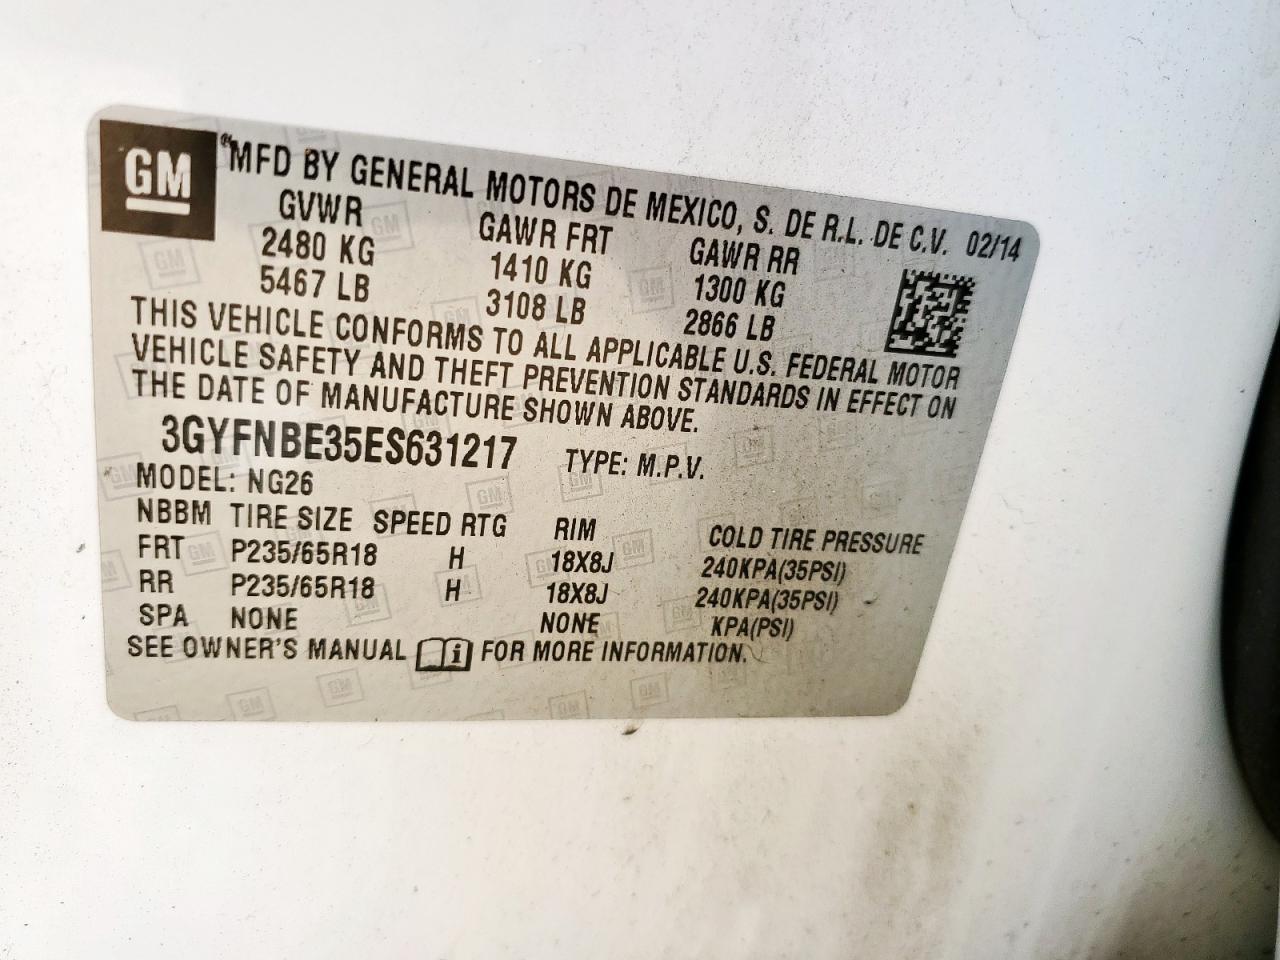 GM
MFD BY GENERAL MOTORS DE MEXICO, S. DE R.L. DE C.V. 02/14
GVWR GAWR FRT GAWR RR
2480 KG 1410 KG 1300 KG
5467 LB 3108 LB 2866 LB
THIS VEHICLE CONFORMS TO ALL APPLICABLE U.S. FEDERAL MOTOR
VEHICLE SAFETY AND THEFT PREVENTION STANDARDS IN EFFECT ON
THE DATE OF MANUFACTURE SHOWN ABOVE.
3GYFNBE35ES631217 TYPE: M.P.V.
MODEL: NG26
NBBM TIRE SIZE SPEED RTG RIM COLD TIRE PRESSURE
FRT P235/65R18 H 18X8J 240KPA(35PSI)
RR P235/65R18 H 18X8J 240KPA(35PSI)
SPA NONE NONE KPA(PSI)
SEE OWNER'S MANUAL i FOR MORE INFORMATION.